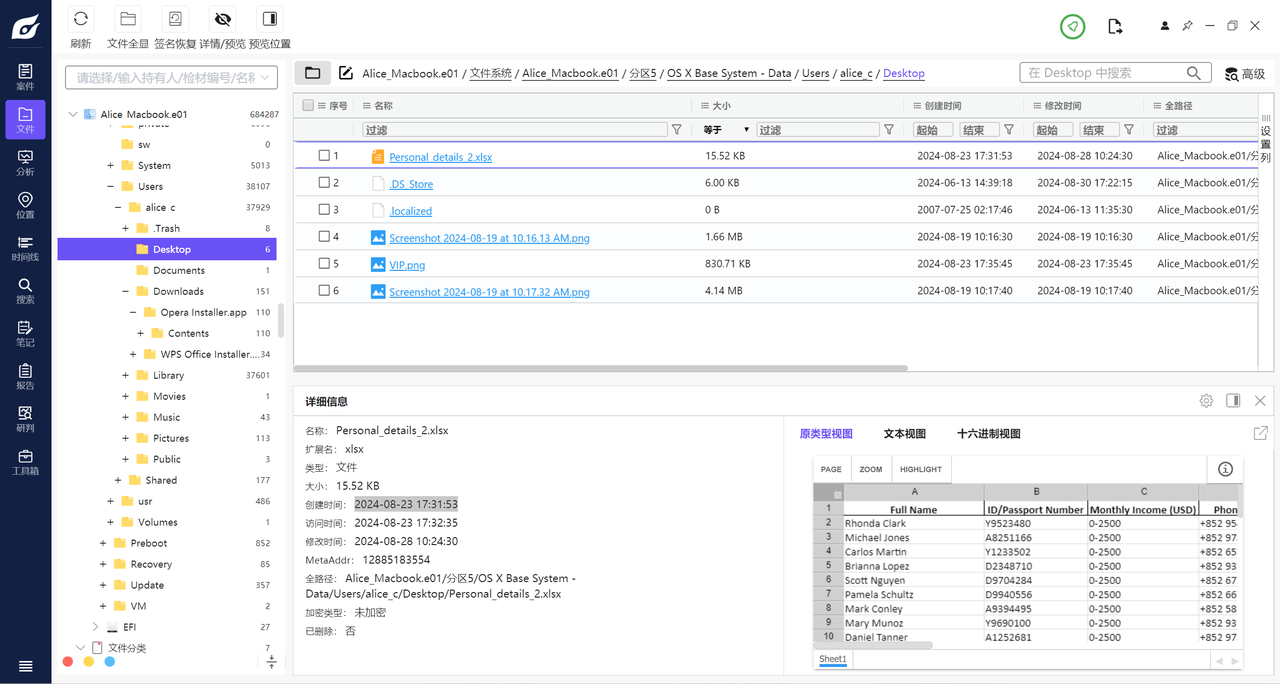 刷新
文件全显
签名恢复
详情/预览
预览位置
案件
文件
分析
位置
时间线
搜索
笔记
报告
研判
工具箱
请选择/输入持有人/检材编号/名称
Alice_Macbook.e01 684287
sw 0
System 5013
Users 38107
alice_c 37929
.Trash 8
Desktop 6
Documents 1
Downloads 151
Opera Installer.app 110
Contents 110
WPS Office Installer.... 34
Library 37601
Movies 1
Music 43
Pictures 113
Public 3
Shared 177
usr 486
Volumes 1
Preboot 852
Recovery 85
Update 357
VM 2
EFI 27
文件分类 7
Alice_Macbook.e01 / 文件系统 / Alice_Macbook.e01 / 分区5 / OS X Base System - Data / Users / alice_c / Desktop
在 Desktop 中搜索
高级
序号 名称 大小 创建时间 修改时间 全路径
过滤 等于 过滤 起始 结束 起始 结束 过滤
设置列
1 Personal_details_2.xlsx 15.52 KB 2024-08-23 17:31:53 2024-08-28 10:24:30 Alice_Macbook.e01/分
2 .DS_Store 6.00 KB 2024-06-13 14:39:18 2024-08-30 17:22:15 Alice_Macbook.e01/分
3 .localized 0 B 2007-07-25 02:17:46 2024-06-13 11:35:30 Alice_Macbook.e01/分
4 Screenshot 2024-08-19 at 10.16.13 AM.png 1.66 MB 2024-08-19 10:16:30 2024-08-19 10:16:30 Alice_Macbook.e01/分
5 VIP.png 830.71 KB 2024-08-23 17:35:45 2024-08-23 17:35:45 Alice_Macbook.e01/分
6 Screenshot 2024-08-19 at 10.17.32 AM.png 4.14 MB 2024-08-19 10:17:40 2024-08-19 10:17:40 Alice_Macbook.e01/分
详细信息
名称: Personal_details_2.xlsx
扩展名: xlsx
类型: 文件
大小: 15.52 KB
创建时间: 2024-08-23 17:31:53
访问时间: 2024-08-23 17:32:35
修改时间: 2024-08-28 10:24:30
MetaAddr: 12885183554
全路径: Alice_Macbook.e01/分区5/OS X Base System -
Data/Users/alice_c/Desktop/Personal_details_2.xlsx
加密类型: 未加密
已删除: 否
原类型视图 文本视图 十六进制视图
PAGE ZOOM HIGHLIGHT
A B C
1 Full Name ID/Passport Number Monthly Income (USD) Phon
2 Rhonda Clark Y9523480 0-2500 +852 95
3 Michael Jones A8251166 0-2500 +852 97
4 Carlos Martin Y1233502 0-2500 +852 65
5 Brianna Lopez D2348710 0-2500 +852 93
6 Scott Nguyen D9704284 0-2500 +852 67
7 Pamela Schultz D9940556 0-2500 +852 66
8 Mark Conley A9394495 0-2500 +852 58
9 Mary Munoz Y9690100 0-2500 +852 93
10 Daniel Tanner A1252681 0-2500 +852 97
Sheet1